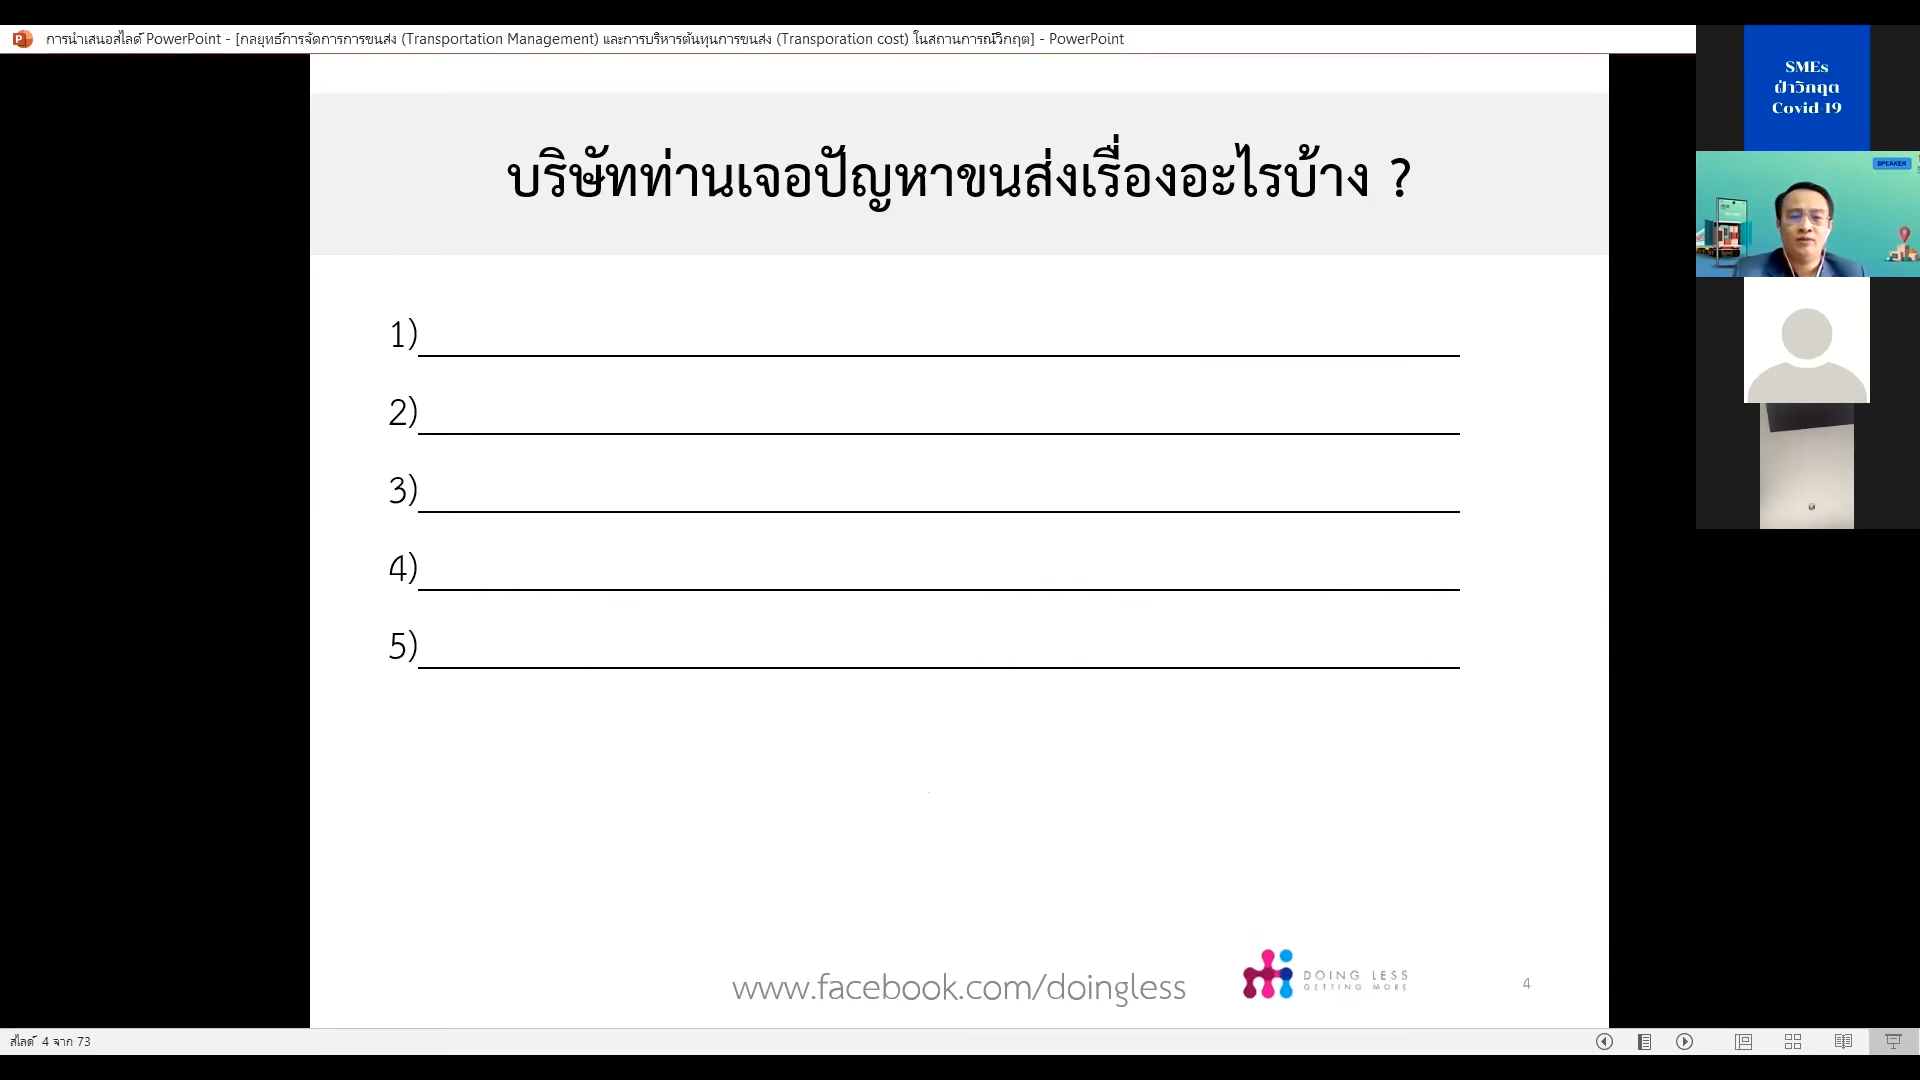 การนำเสนอสไลด์ PowerPoint - [กลยุทธ์การจัดการการขนส่ง (Transportation Management) และการบริหารต้นทุนการขนส่ง (Transporation cost) ในสถานการณ์วิกฤต] - PowerPoint
SMEs
ฝ่าวิกฤต
Covid-19
SPEAKER
บริษัทท่านเจอปัญหาขนส่งเรื่องอะไรบ้าง ?
1)
2)
3)
4)
5)
www.facebook.com/doingless
DOING LESS
GETTING MORE
4
สไลด์ 4 จาก 73